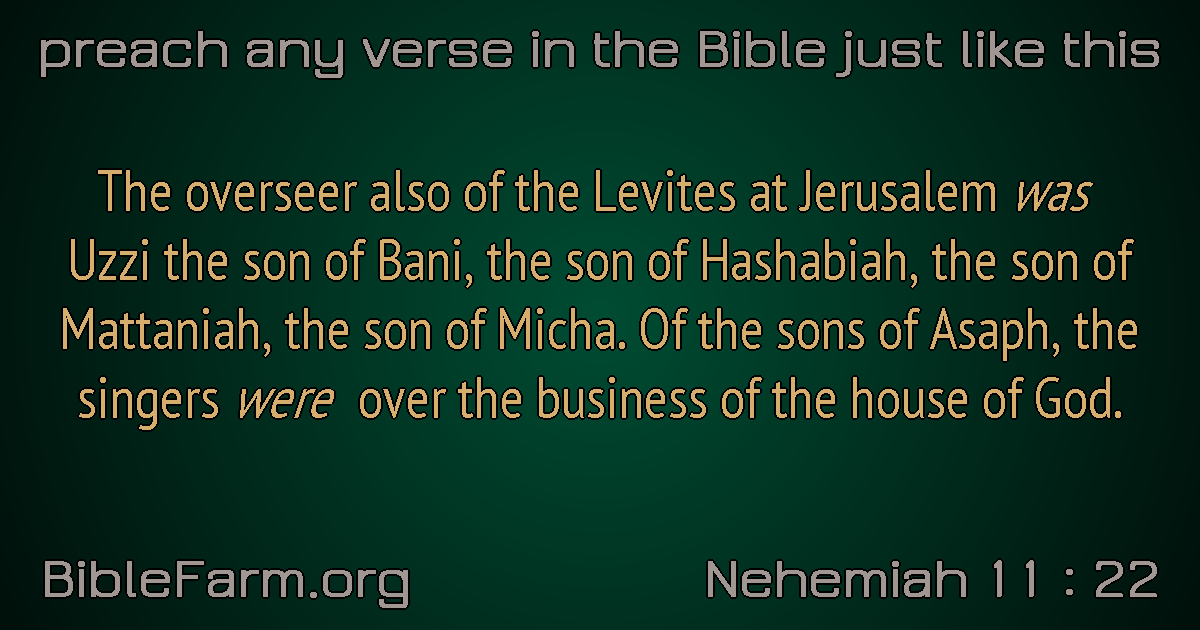 preach any verse in the Bible just like this
The overseer also of the Levites at Jerusalem was
Uzzi the son of Bani, the son of Hashabiah, the son of
Mattaniah, the son of Micha. Of the sons of Asaph, the
singers were over the business of the house of God.
BibleFarm.org
Nehemiah 11 : 22